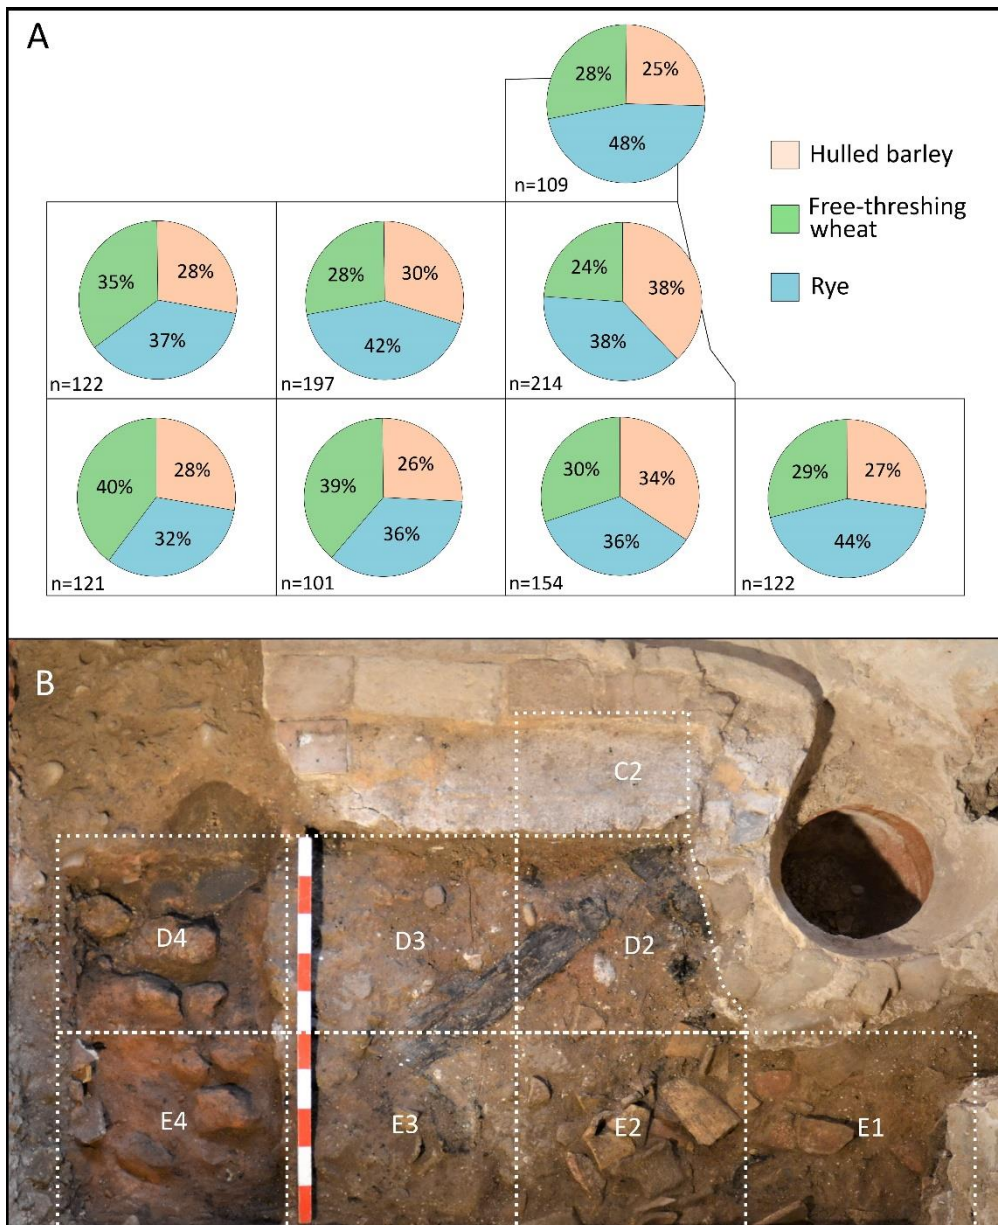 A
28%
25%
48%
n=109
Hulled barley
Free-threshing
wheat
Rye
35%
28%
37%
n=122
28%
30%
42%
n=197
24%
38%
38%
n=214
40%
28%
32%
n=121
39%
26%
36%
n=101
30%
34%
36%
n=154
29%
27%
44%
n=122
B
C2
D4
D3
D2
E4
E3
E2
E1